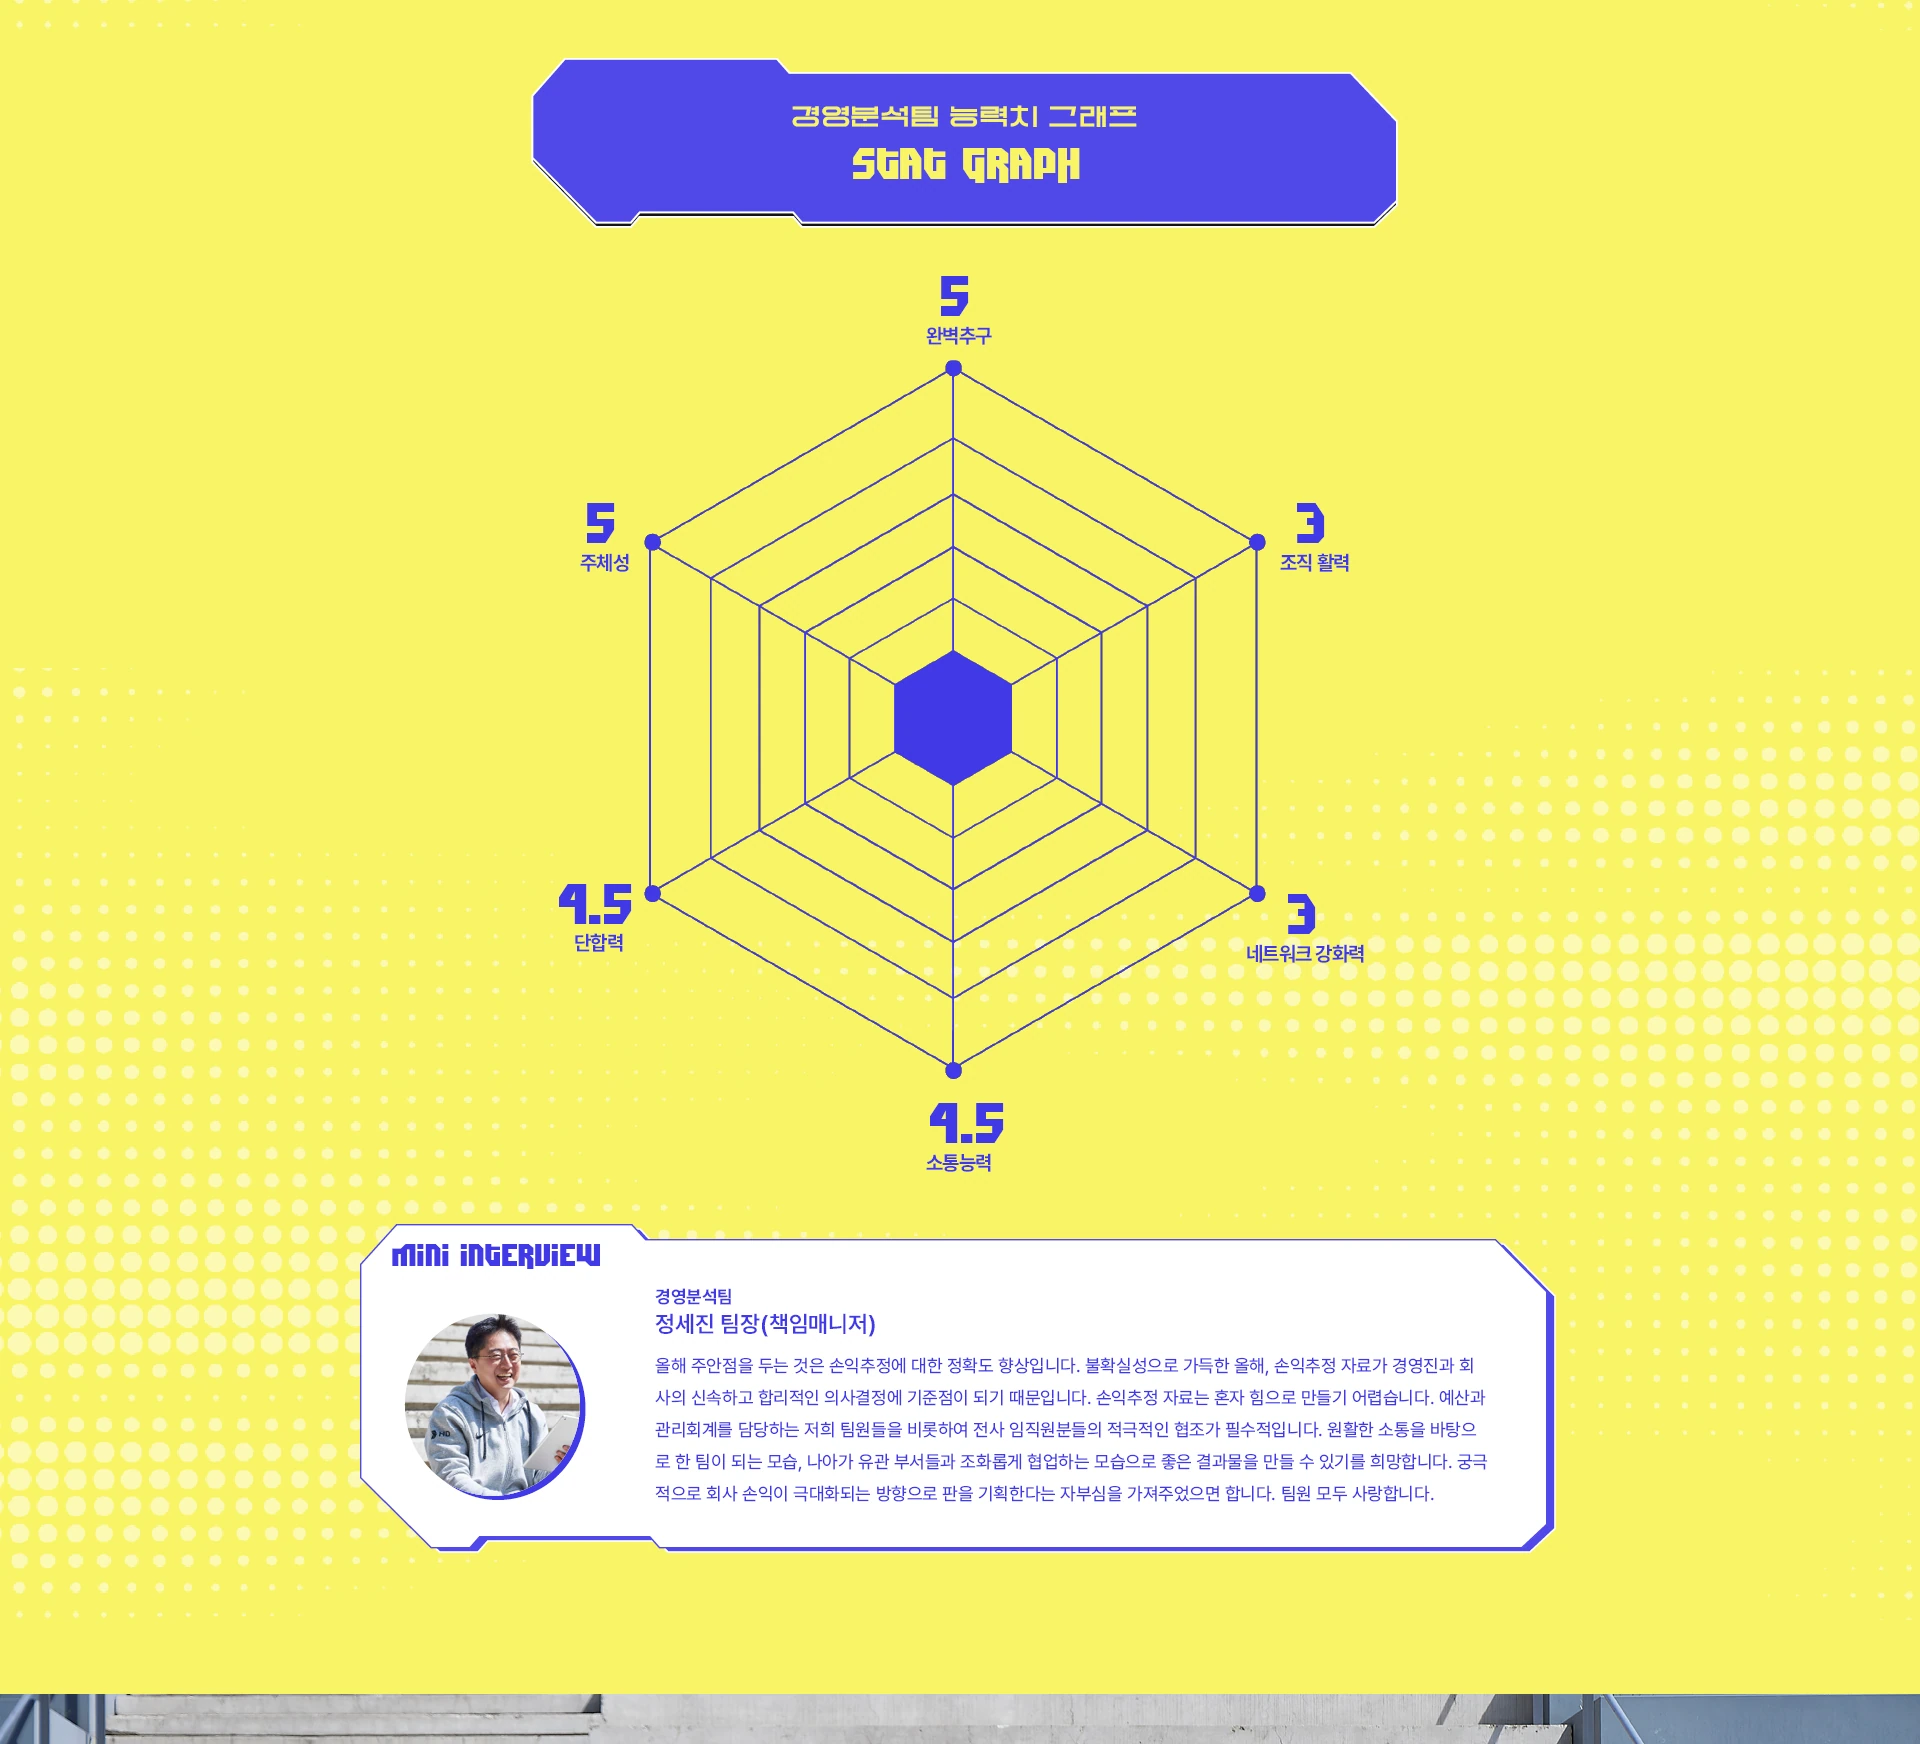 경영분석팀 능력치 그래프
STAT GRAPH
5
완벽추구
5
주체성
3
조직 활력
4.5
단합력
3
네트워크 강화력
4.5
소통능력
MINI INTERVIEW
경영분석팀
정세진 팀장(책임매니저)
올해 주안점을 두는 것은 손익추정에 대한 정확도 향상입니다. 불확실성으로 가득한 올해, 손익추정 자료가 경영진과 회
사의 신속하고 합리적인 의사결정에 기준점이 되기 때문입니다. 손익추정 자료는 혼자 힘으로 만들기 어렵습니다. 예산과
관리회계를 담당하는 저희 팀원들을 비롯하여 전사 임직원분들의 적극적인 협조가 필수적입니다. 원활한 소통을 바탕으
로 한 팀이 되는 모습, 나아가 유관 부서들과 조화롭게 협업하는 모습으로 좋은 결과물을 만들 수 있기를 희망합니다. 궁극
적으로 회사 손익이 극대화되는 방향으로 판을 기획한다는 자부심을 가져주었으면 합니다. 팀원 모두 사랑합니다.
HD